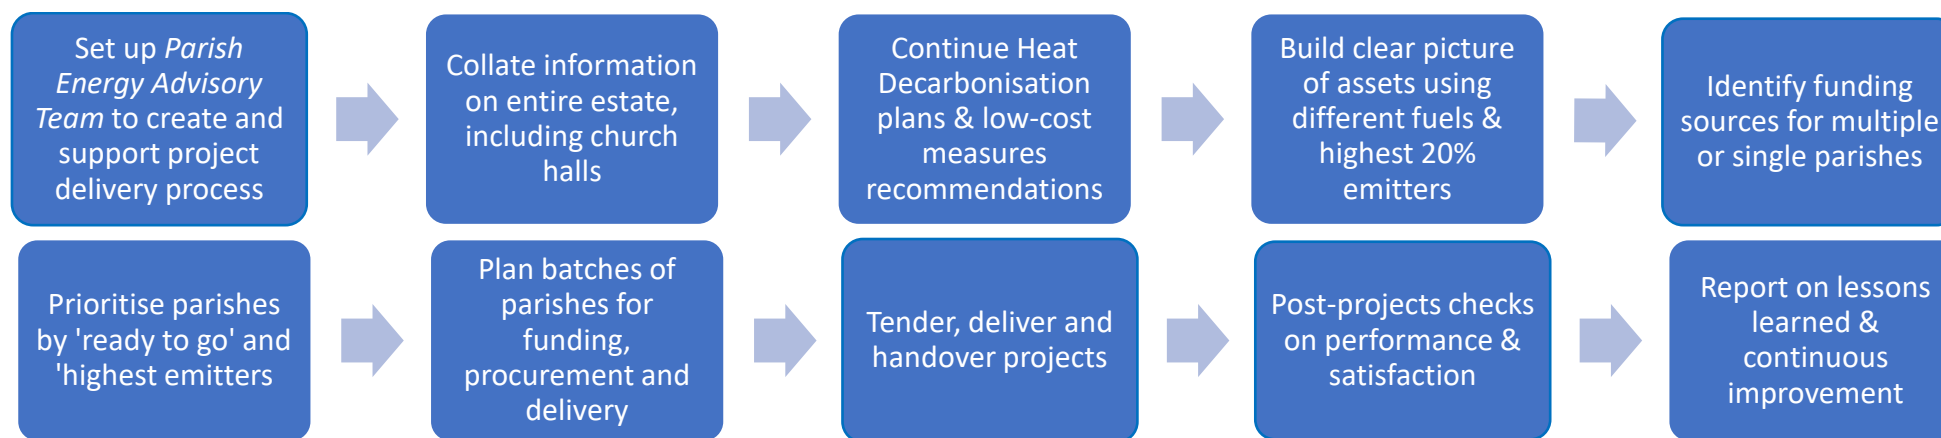 Set up Parish
Energy Advisory
Team to create and
support project
delivery process
Collate information
on entire estate,
including church
halls
Continue Heat
Decarbonisation
plans & low-cost
measures
recommendations
Build clear picture
of assets using
different fuels &
highest 20%
emitters
Identify funding
sources for multiple
or single parishes
Prioritise parishes
by 'ready to go' and
'highest emitters
Plan batches of
parishes for
funding,
procurement and
delivery
Tender, deliver and
handover projects
Post-projects checks
on performance &
satisfaction
Report on lessons
learned &
continuous
improvement